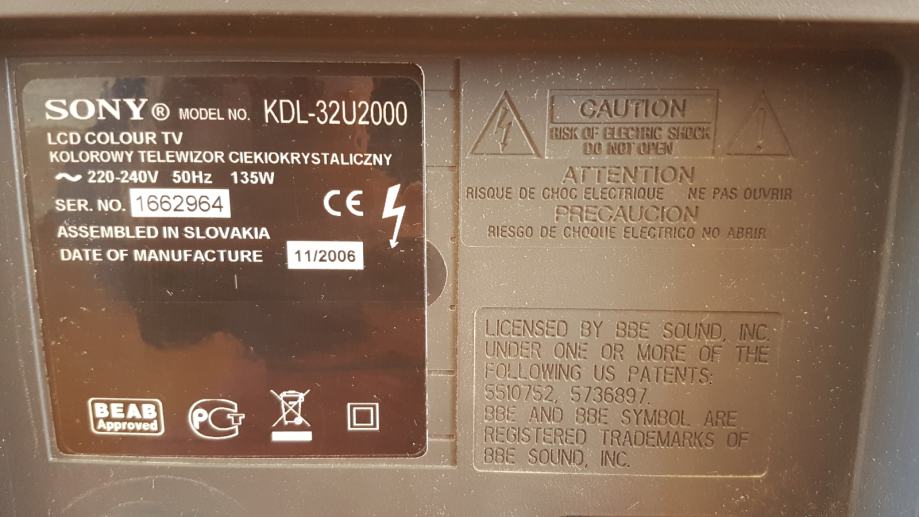 SONY® MODEL NO. KDL-32U2000
LCD COLOUR TV
KOLOROWY TELEWIZOR CIEKIOKRYSTALICZNY
~ 220-240V 50Hz 135W
SER. NO. 1662964
CE
ASSEMBLED IN SLOVAKIA
DATE OF MANUFACTURE 11/2006
BEAB
Approved
PCT
CAUTION
RISK OF ELECTRIC SHOCK
DO NOT OPEN
ATTENTION
RISQUE DE CHOC ELECTRIQUE NE PAS OUVRIR
PRECAUCION
RIESGO DE CHOQUE ELECTRICO NO ABRIR
LICENSED BY BBE SOUND, INC.
UNDER ONE OR MORE OF THE
FOLLOWING US PATENTS:
5510752, 5736897.
BBE AND BBE SYMBOL ARE
REGISTERED TRADEMARKS OF
BBE SOUND, INC.